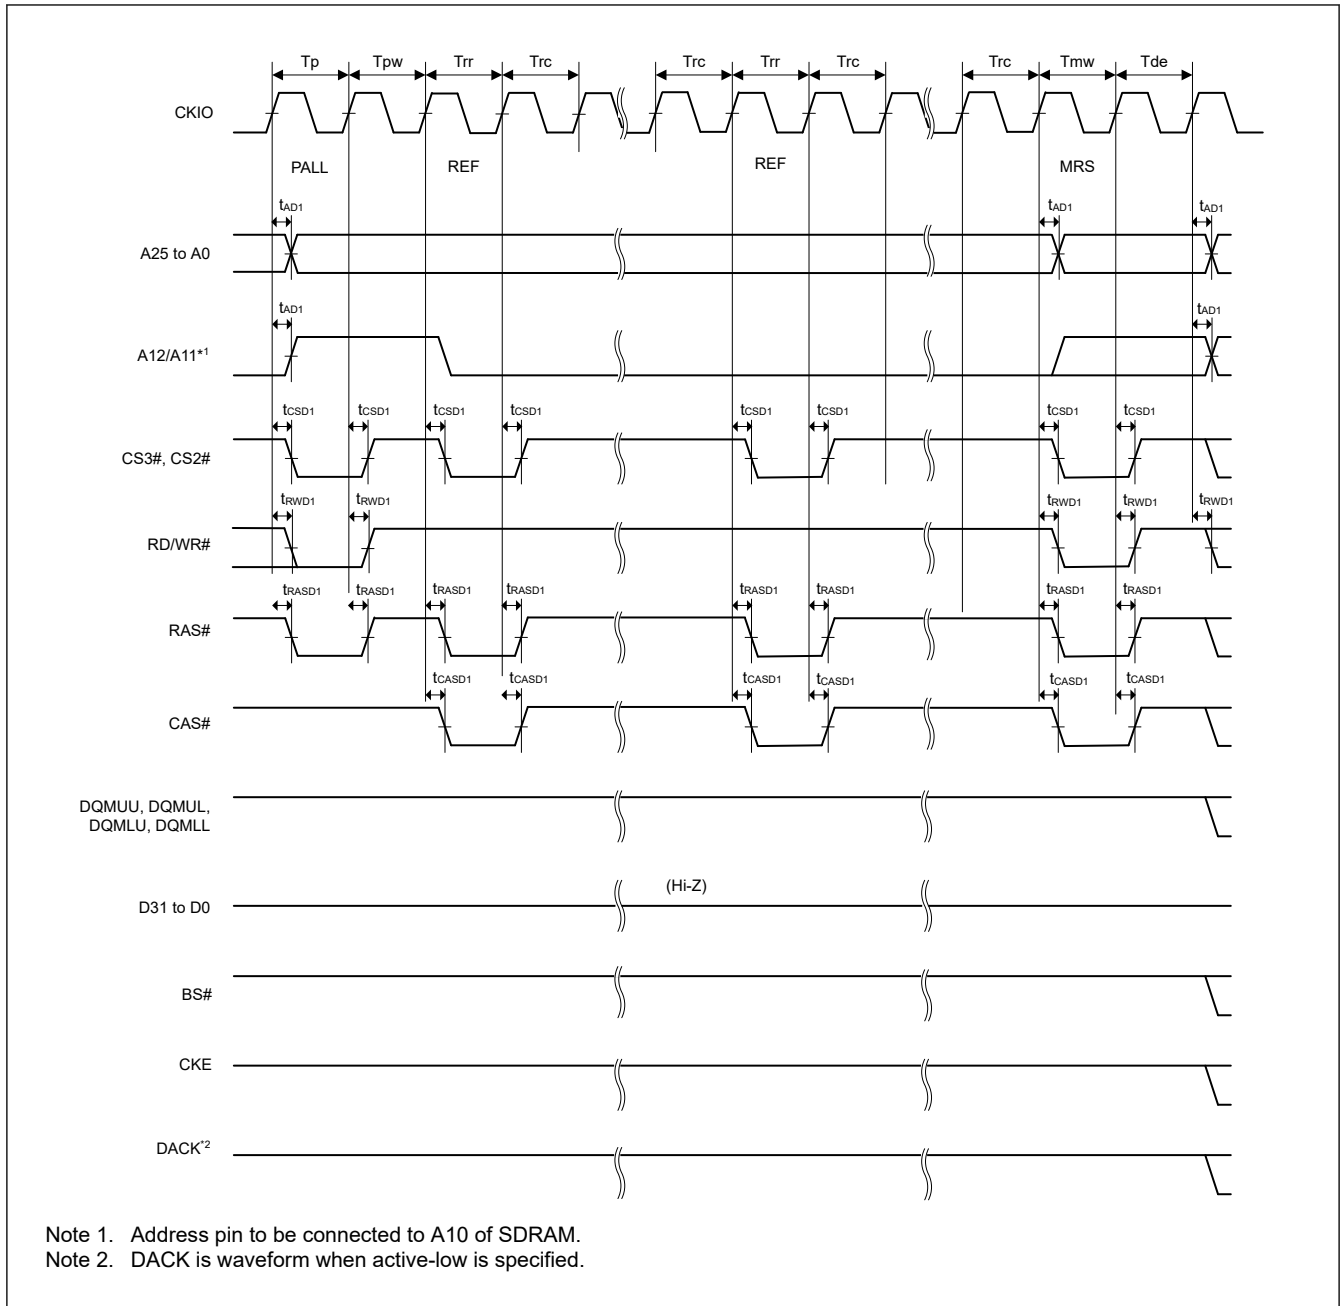 Tp Tpw Trr Trc Trc Trr Trc Trc Tmw Tde
CKIO
PALL REF REF MRS
tAD1 tAD1 tAD1
A25 to A0
tAD1 tAD1
A12/A11*1
tCSD1 tCSD1 tCSD1 tCSD1 tCSD1 tCSD1 tCSD1 tCSD1
CS3#, CS2#
tRWD1 tRWD1 tRWD1 tRWD1 tRWD1
RD/WR#
tRASD1 tRASD1 tRASD1 tRASD1 tRASD1 tRASD1 tRASD1 tRASD1
RAS#
tCASD1 tCASD1 tCASD1 tCASD1 tCASD1 tCASD1
CAS#
DQMUU, DQMUL,
DQMLU, DQMLL
(Hi-Z)
D31 to D0
BS#
CKE
DACK*2
Note 1. Address pin to be connected to A10 of SDRAM.
Note 2. DACK is waveform when active-low is specified.